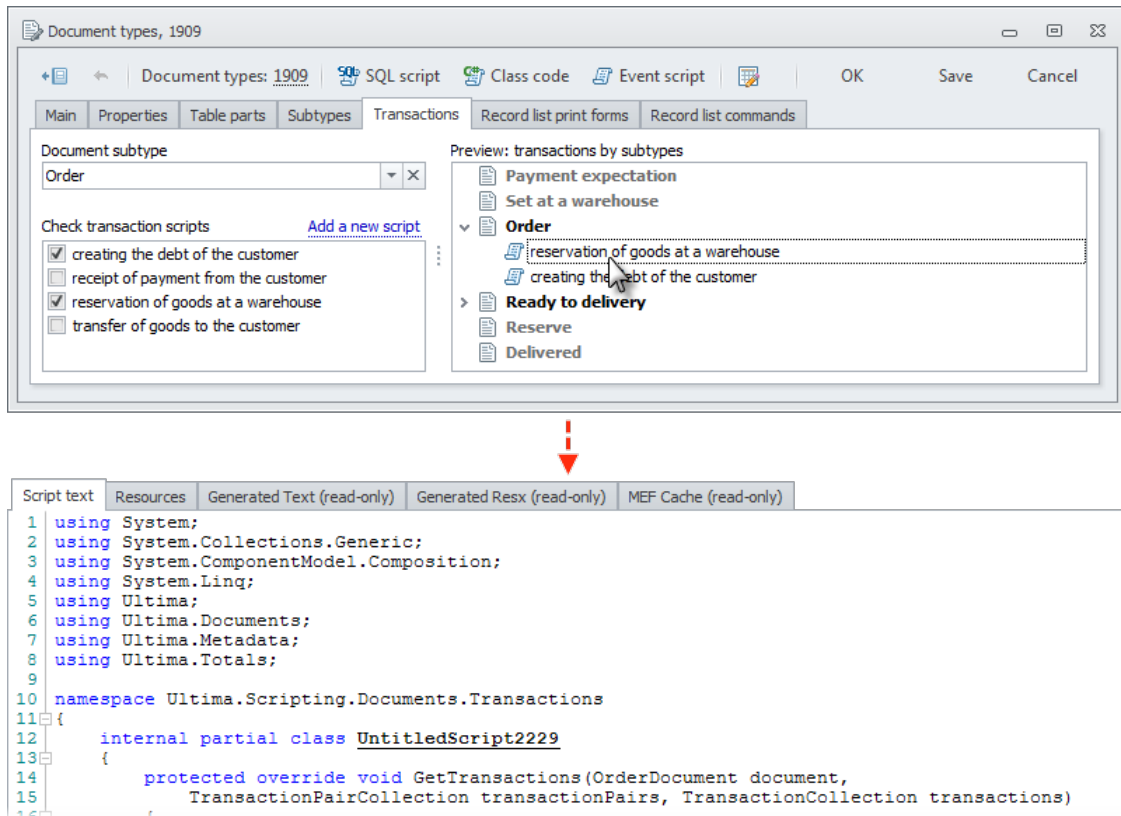 Document types, 1909
Document types: 1909 SQL script Class code Event script OK Save Cancel
Main Properties Table parts Subtypes Transactions Record list print forms Record list commands
Document subtype
Order
Check transaction scripts Add a new script
creating the debt of the customer
receipt of payment from the customer
reservation of goods at a warehouse
transfer of goods to the customer
Preview: transactions by subtypes
Payment expectation
Set at a warehouse
Order
reservation of goods at a warehouse
creating the debt of the customer
Ready to delivery
Reserve
Delivered
Script text Resources Generated Text (read-only) Generated Resx (read-only) MEF Cache (read-only)
1 using System;
2 using System.Collections.Generic;
3 using System.ComponentModel.Composition;
4 using System.Linq;
5 using Ultima;
6 using Ultima.Documents;
7 using Ultima.Metadata;
8 using Ultima.Totals;
9
10 namespace Ultima.Scripting.Documents.Transactions
11 {
12 internal partial class UntitledScript2229
13 {
14 protected override void GetTransactions(OrderDocument document,
15 TransactionPairCollection transactionPairs, TransactionCollection transactions)
16 {